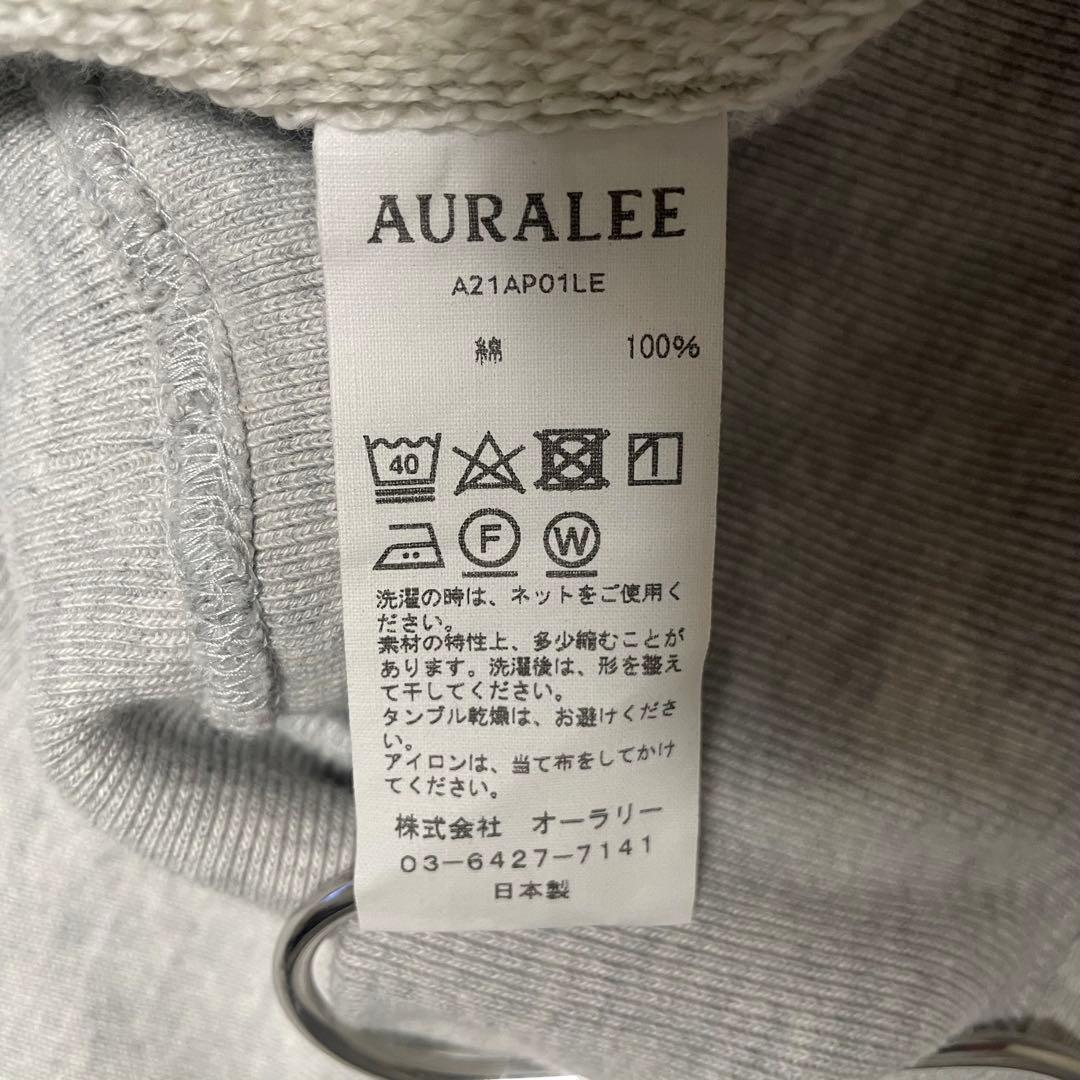 AURALEE
A21AP01LE
綿 100%
40
F W
洗濯の時は、ネットをご使用く
ださい。
素材の特性上、多少縮むことが
あります。洗濯後は、形を整え
て干してください。
タンブル乾燥は、お避けくださ
い。
アイロンは、当て布をしてかけ
てください。
株式会社 オーラリー
03-6427-7141
日本製